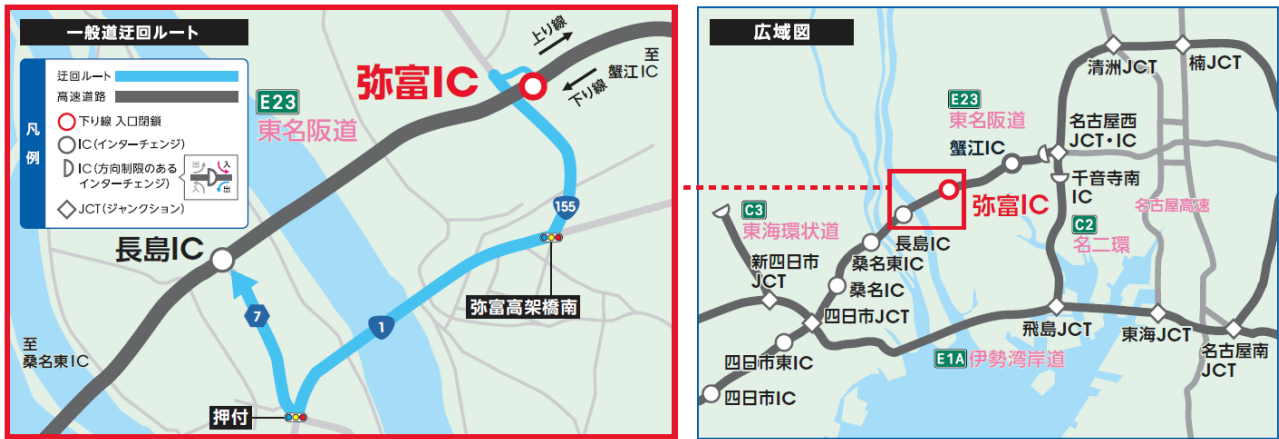 一般道迂回ルート
凡例
迂回ルート
高速道路
下り線 入口閉鎖
IC(インターチェンジ)
IC(方向制限のある
インターチェンジ)
出
入
入
出
JCT(ジャンクション)
上り線
下り線
至
蟹江IC
弥富IC
E23
東名阪道
155
長島IC
弥富高架橋南
7
1
至
桑名東IC
押付
広域図
清洲JCT
楠JCT
E23
東名阪道
名古屋西
JCT・IC
蟹江IC
千音寺南
IC
弥富IC
名古屋高速
C3
東海環状道
C2
名二環
長島IC
桑名東IC
新四日市
JCT
桑名IC
四日市JCT
飛島JCT
東海JCT
名古屋南
JCT
E1A
伊勢湾岸道
四日市東IC
四日市IC